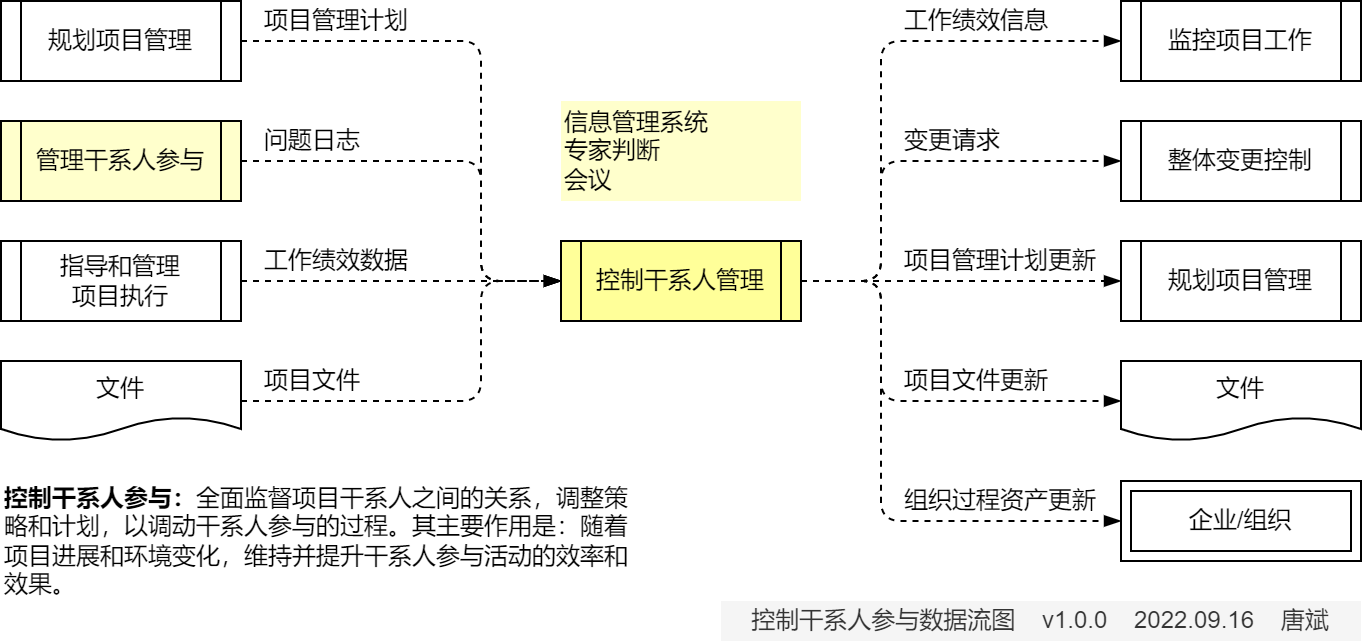 规划项目管理
项目管理计划
管理干系人参与
问题日志
指导和管理
项目执行
工作绩效数据
文件
项目文件
信息管理系统
专家判断
会议
控制干系人管理
工作绩效信息
监控项目工作
变更请求
整体变更控制
项目管理计划更新
规划项目管理
项目文件更新
文件
组织过程资产更新
企业/组织
控制干系人参与：全面监督项目干系人之间的关系，调整策
略和计划，以调动干系人参与的过程。其主要作用是：随着
项目进展和环境变化，维持并提升干系人参与活动的效率和
效果。
控制干系人参与数据流图 v1.0.0 2022.09.16 唐斌